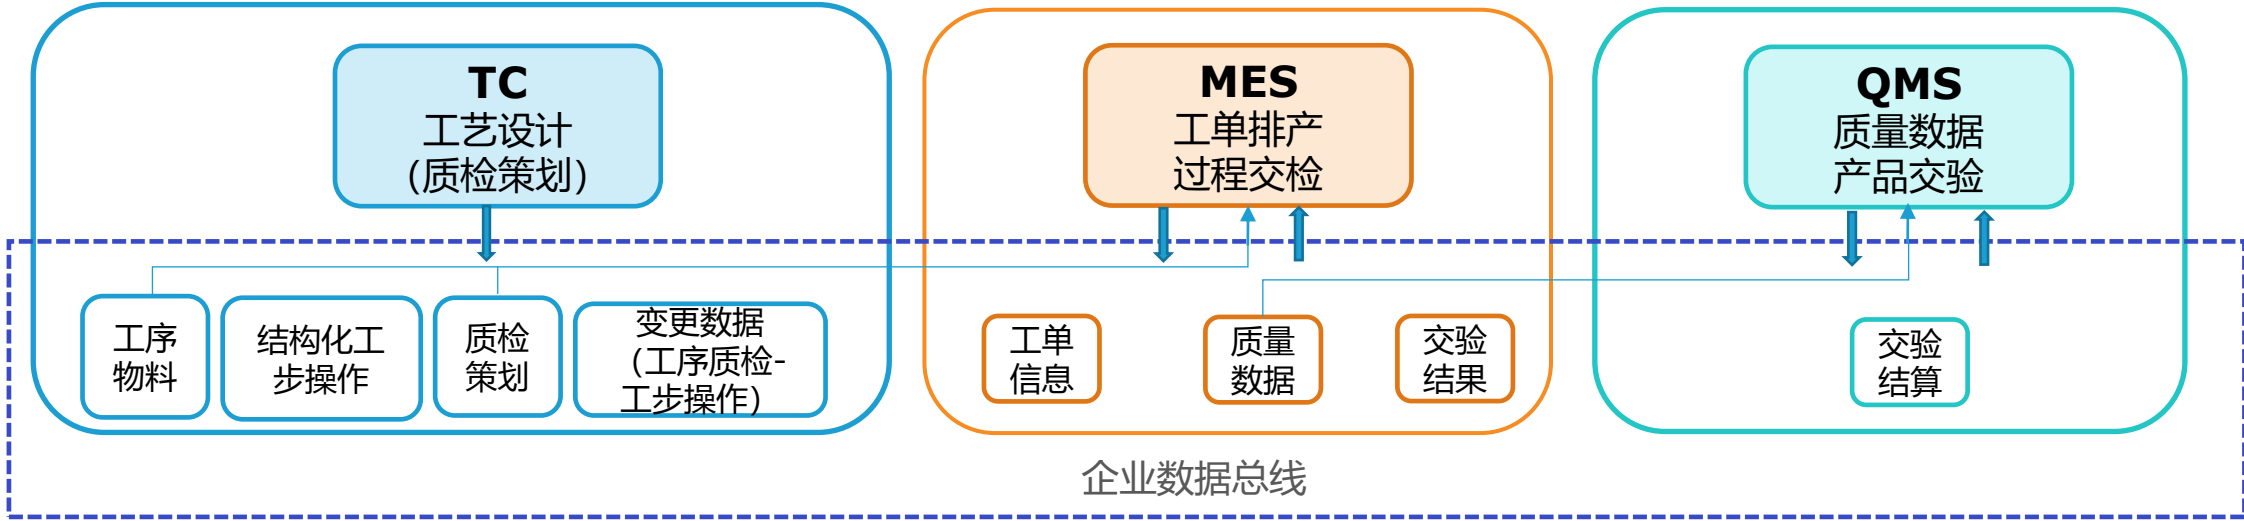 TC
工艺设计
（质检策划）
MES
工单排产
过程交检
QMS
质量数据
产品交验
工序
物料
结构化工
步操作
质检
策划
变更数据
（工序质检-
工步操作）
工单
信息
质量
数据
交验
结果
交验
结算
企业数据总线